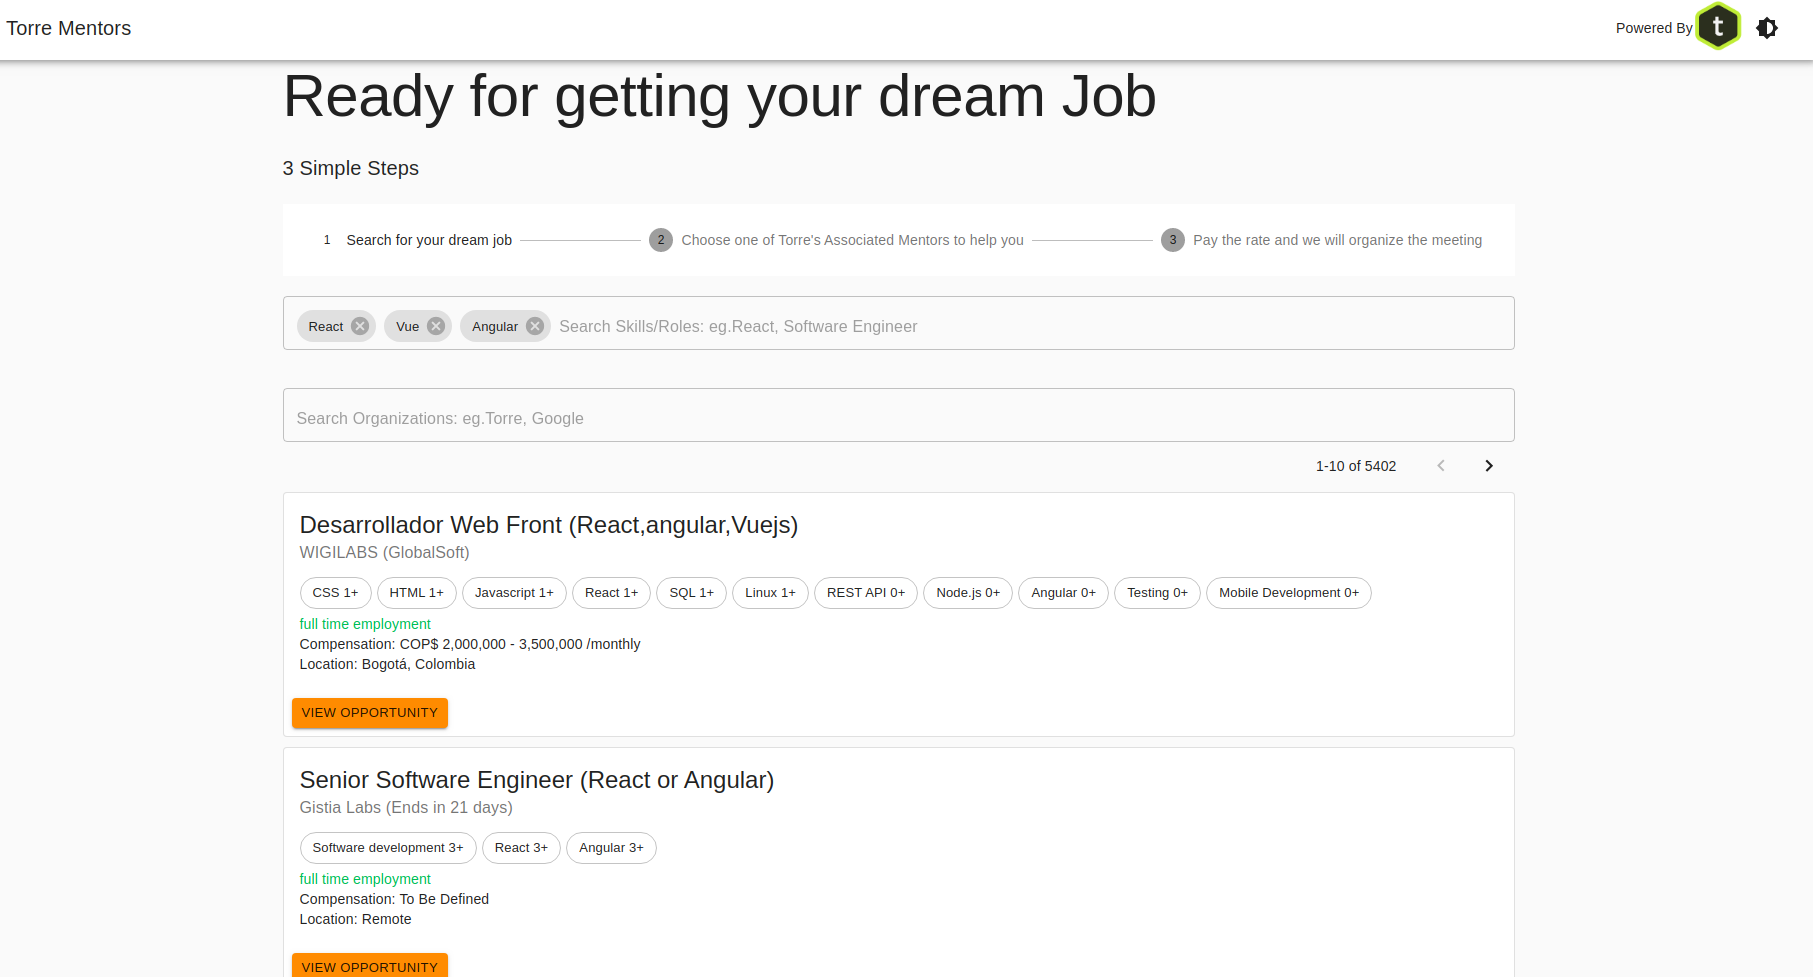 Torre Mentors
Powered By t
Ready for getting your dream Job
3 Simple Steps
1 Search for your dream job 2 Choose one of Torre's Associated Mentors to help you 3 Pay the rate and we will organize the meeting
React Vue Angular Search Skills/Roles: eg.React, Software Engineer
Search Organizations: eg.Torre, Google
1-10 of 5402
Desarrollador Web Front (React,angular,Vuejs)
WIGILABS (GlobalSoft)
CSS 1+ HTML 1+ Javascript 1+ React 1+ SQL 1+ Linux 1+ REST API 0+ Node.js 0+ Angular 0+ Testing 0+ Mobile Development 0+
full time employment
Compensation: COP$ 2,000,000 - 3,500,000 /monthly
Location: Bogotá, Colombia
VIEW OPPORTUNITY
Senior Software Engineer (React or Angular)
Gistia Labs (Ends in 21 days)
Software development 3+ React 3+ Angular 3+
full time employment
Compensation: To Be Defined
Location: Remote
VIEW OPPORTUNITY